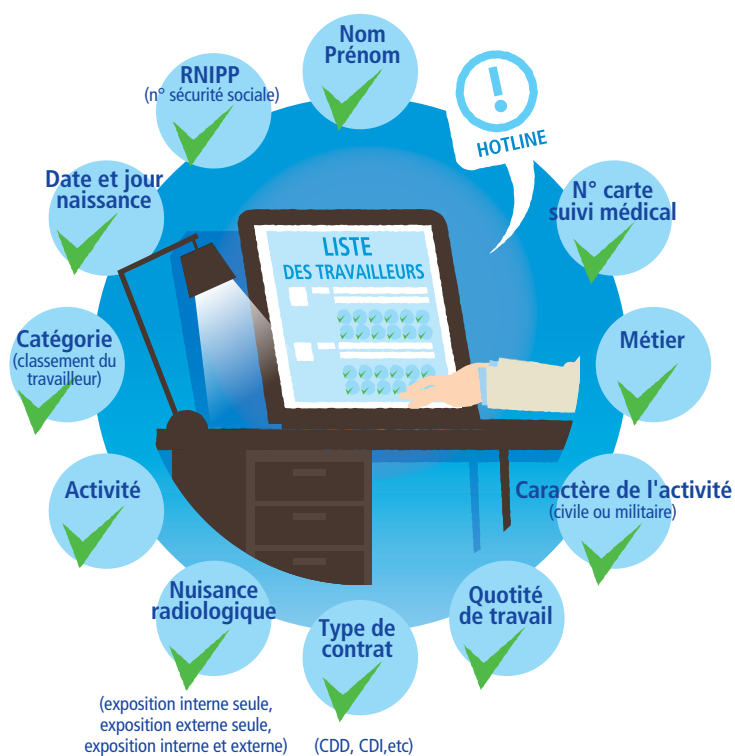 Nom
Prénom
RNIPP
(n° sécurité sociale)
HOTLINE
Date et jour
naissance
N° carte
suivi médical
LISTE
DES TRAVAILLEURS
Catégorie
(classement du
travailleur)
Métier
Activité
Caractère de l'activité
(civile ou militaire)
Nuisance
radiologique
Quotité
de travail
Type de
contrat
(exposition interne seule,
exposition externe seule,
exposition interne et externe)
(CDD, CDI,etc)